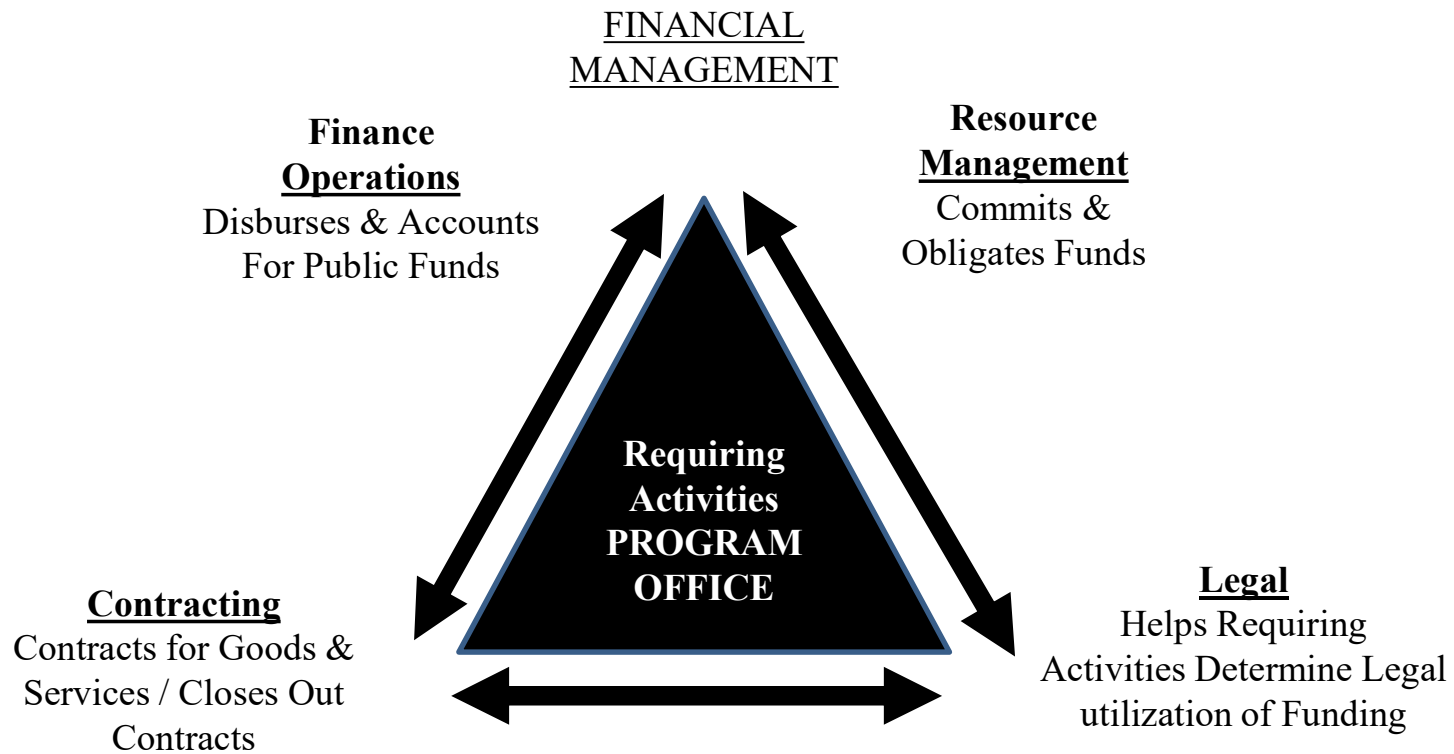 FINANCIAL
MANAGEMENT
Finance
Operations
Disburses & Accounts
For Public Funds
Resource
Management
Commits &
Obligates Funds
Requiring
Activities
PROGRAM
OFFICE
Contracting
Contracts for Goods &
Services / Closes Out
Contracts
Legal
Helps Requiring
Activities Determine Legal
utilization of Funding